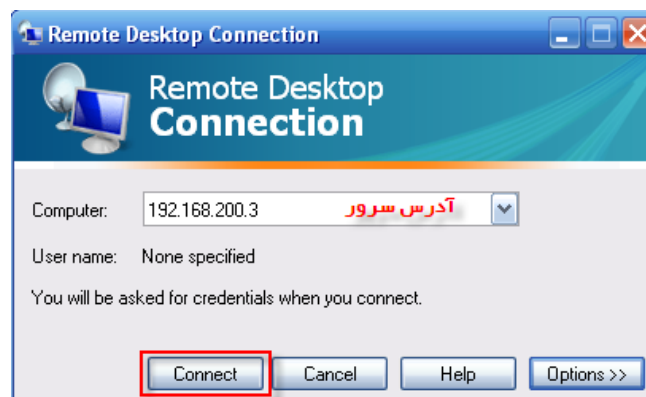 Remote Desktop Connection
Remote Desktop
Connection
Computer: 192.168.200.3 آدرس سرور
User name: None specified
You will be asked for credentials when you connect.
Connect Cancel Help Options >>